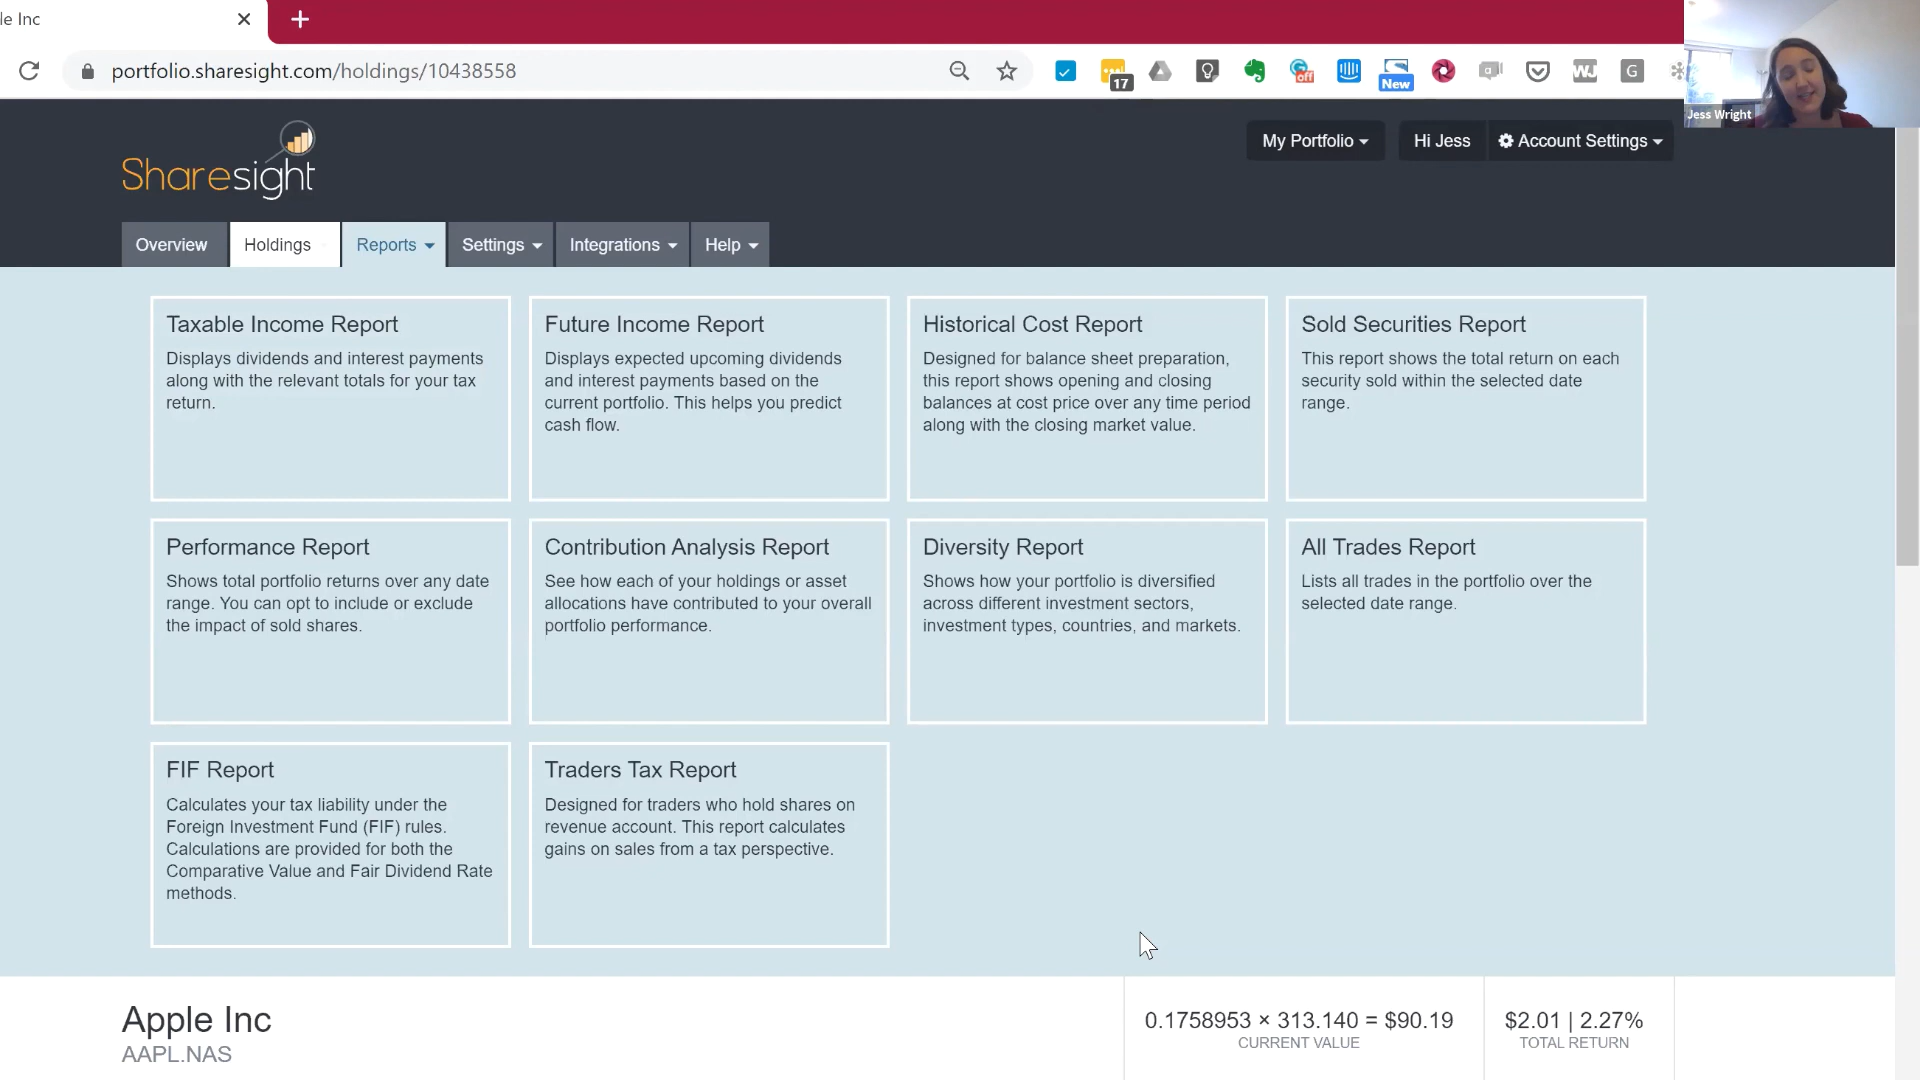 le Inc
portfolio.sharesight.com/holdings/10438558
17
off
New
a
WJ
G
Jess Wright
Sharesight
My Portfolio
Hi Jess
Account Settings
Overview
Holdings
Reports
Settings
Integrations
Help
Taxable Income Report
Displays dividends and interest payments
along with the relevant totals for your tax
return.
Future Income Report
Displays expected upcoming dividends
and interest payments based on the
current portfolio. This helps you predict
cash flow.
Historical Cost Report
Designed for balance sheet preparation,
this report shows opening and closing
balances at cost price over any time period
along with the closing market value.
Sold Securities Report
This report shows the total return on each
security sold within the selected date
range.
Performance Report
Shows total portfolio returns over any date
range. You can opt to include or exclude
the impact of sold shares.
Contribution Analysis Report
See how each of your holdings or asset
allocations have contributed to your overall
portfolio performance.
Diversity Report
Shows how your portfolio is diversified
across different investment sectors,
investment types, countries, and markets.
All Trades Report
Lists all trades in the portfolio over the
selected date range.
FIF Report
Calculates your tax liability under the
Foreign Investment Fund (FIF) rules.
Calculations are provided for both the
Comparative Value and Fair Dividend Rate
methods.
Traders Tax Report
Designed for traders who hold shares on
revenue account. This report calculates
gains on sales from a tax perspective.
Apple Inc
AAPL.NAS
0.1758953 × 313.140 = $90.19
CURRENT VALUE
$2.01 | 2.27%
TOTAL RETURN